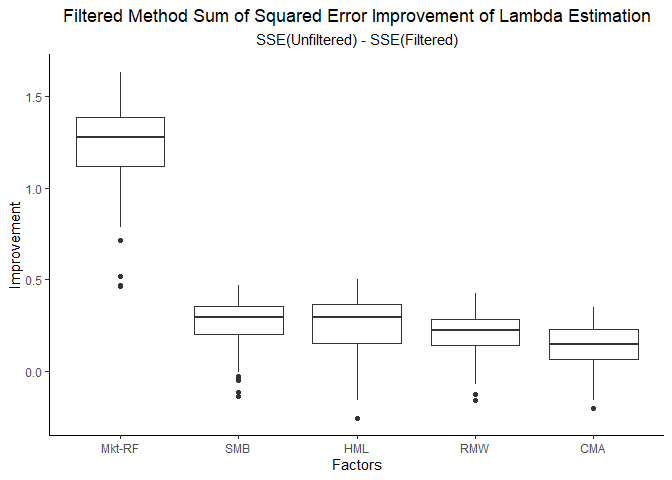 Filtered Method Sum of Squared Error Improvement of Lambda Estimation
SSE(Unfiltered) - SSE(Filtered)
Improvement
1.5
1.0
0.5
0.0
Mkt-RF SMB HML RMW CMA
Factors